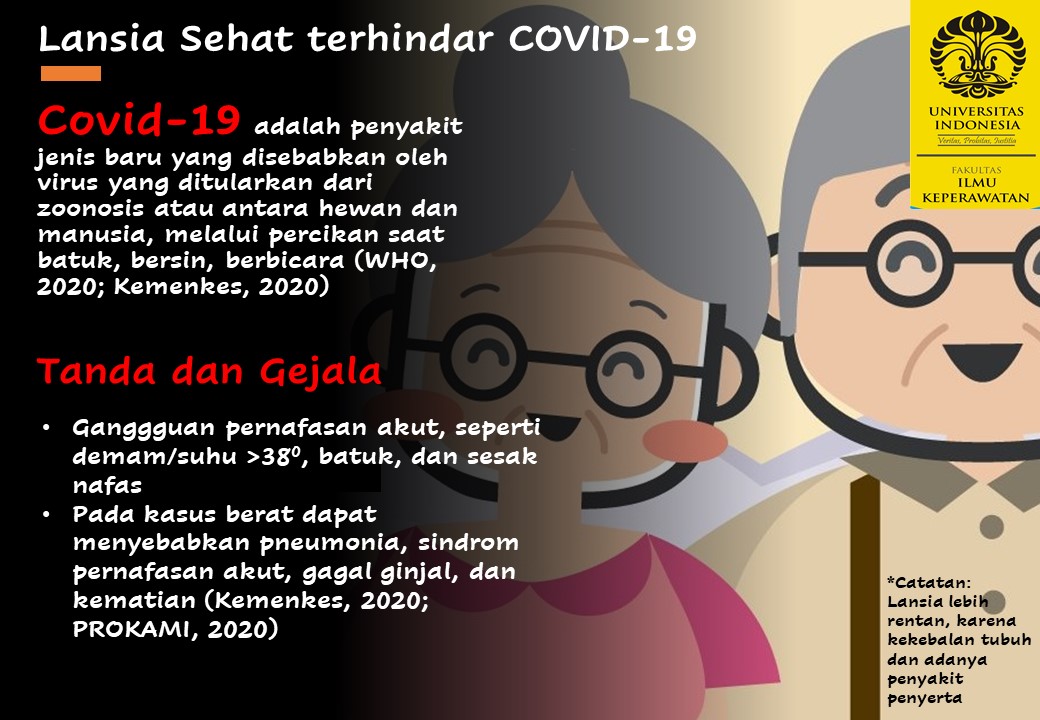 Lansia Sehat terhindar COVID-19
UNIVERSITAS
INDONESIA
Veritas, Probitas, Justitia
FAKULTAS
ILMU
KEPERAWATAN
Covid-19 adalah penyakit
jenis baru yang disebabkan oleh
virus yang ditularkan dari
zoonosis atau antara hewan dan
manusia, melalui percikan saat
batuk, bersin, berbicara (WHO,
2020; Kemenkes, 2020)
Tanda dan Gejala
• Ganggguan pernafasan akut, seperti
demam/suhu >38⁰, batuk, dan sesak
nafas
• Pada kasus berat dapat
menyebabkan pneumonia, sindrom
pernafasan akut, gagal ginjal, dan
kematian (Kemenkes, 2020;
PROKAMI, 2020)
*Catatan:
Lansia lebih
rentan, karena
kekebalan tubuh
dan adanya
penyakit
penyerta